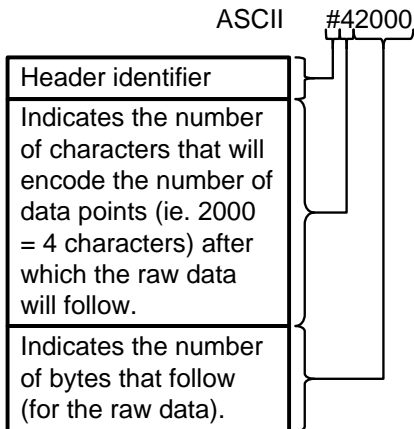 ASCII #42000
Header identifier
Indicates the number
of characters that will
encode the number of
data points (ie. 2000
= 4 characters) after
which the raw data
will follow.
Indicates the number
of bytes that follow
(for the raw data).